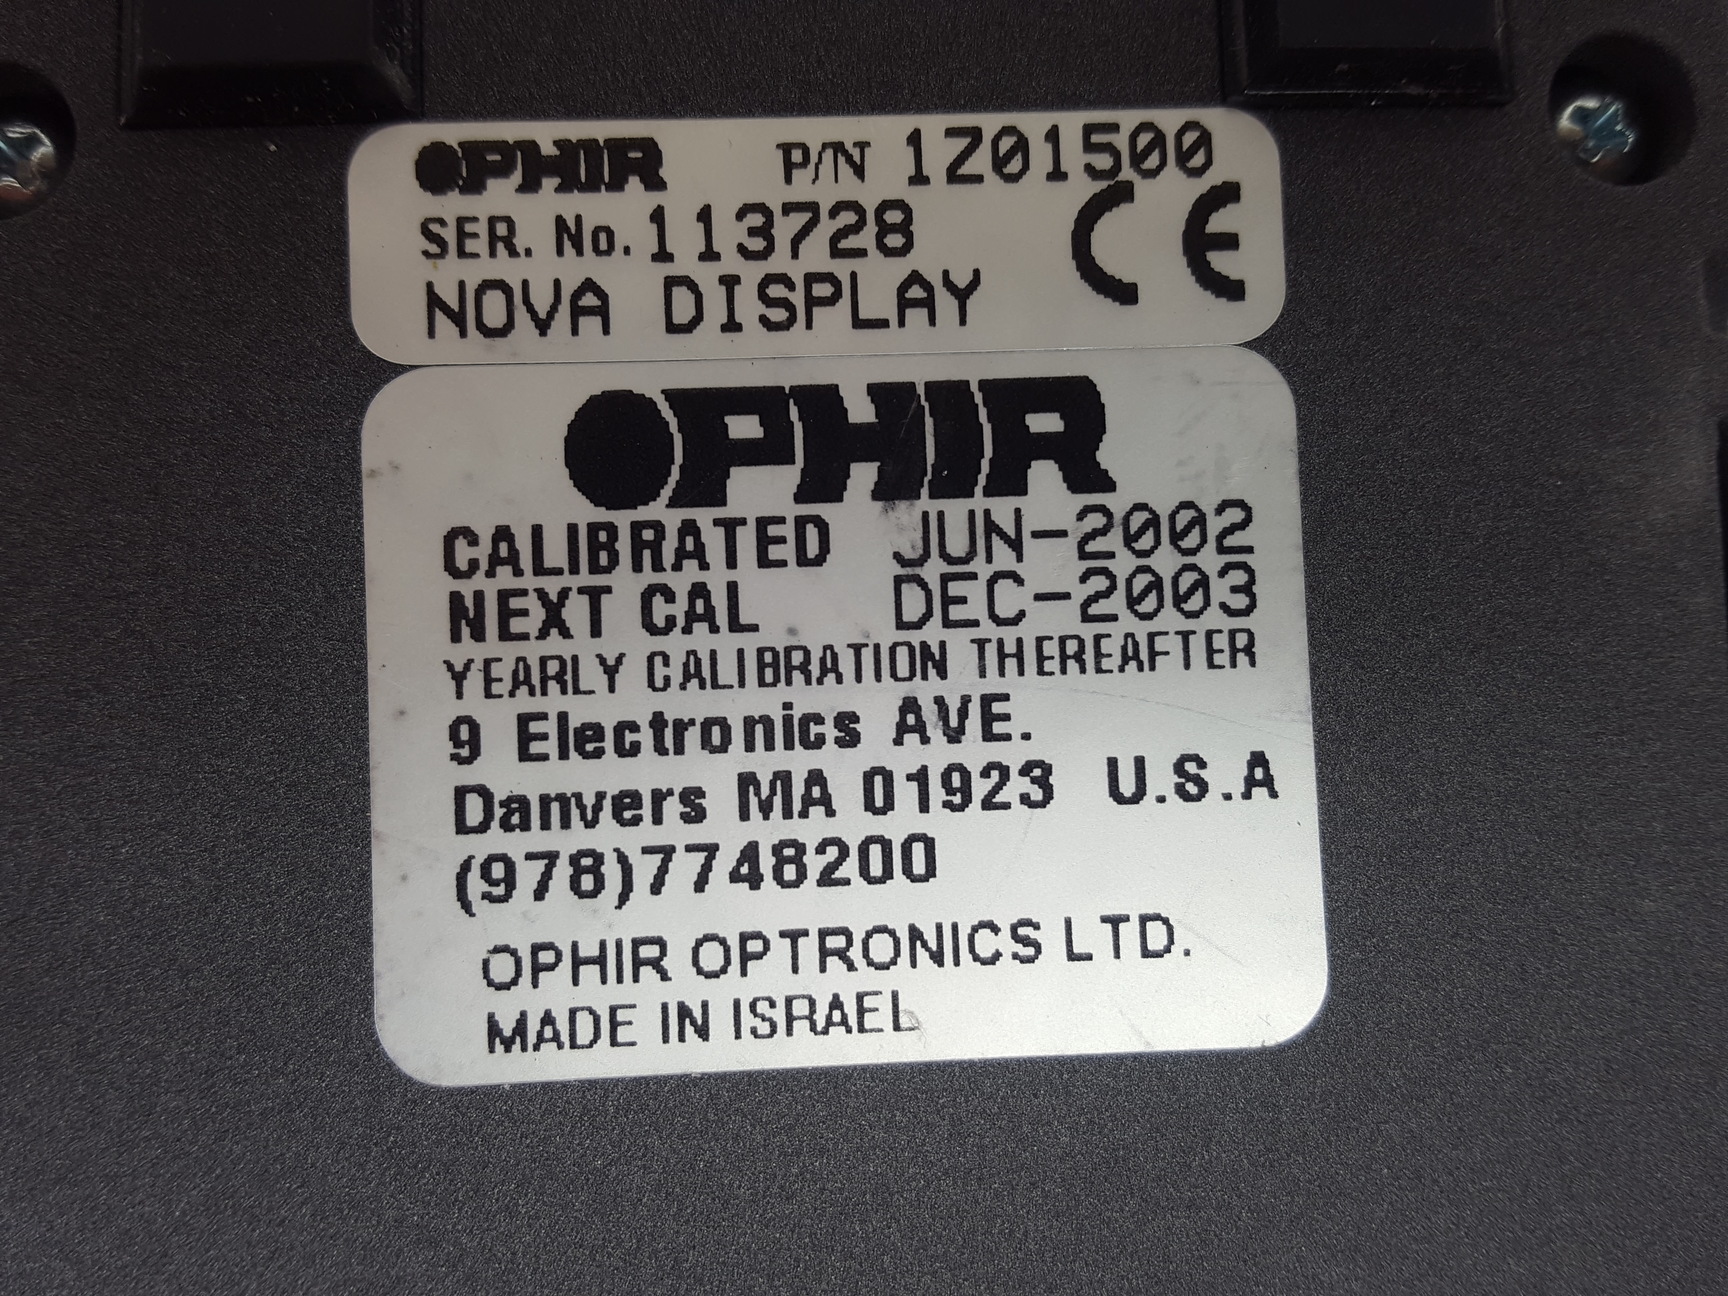 OPHIR P/N 1Z01500
SER. No. 113728 CE
NOVA DISPLAY
OPHIR
CALIBRATED JUN-2002
NEXT CAL DEC-2003
YEARLY CALIBRATION THEREAFTER
9 Electronics AVE.
Danvers MA 01923 U.S.A
(978)7748200
OPHIR OPTRONICS LTD.
MADE IN ISRAEL